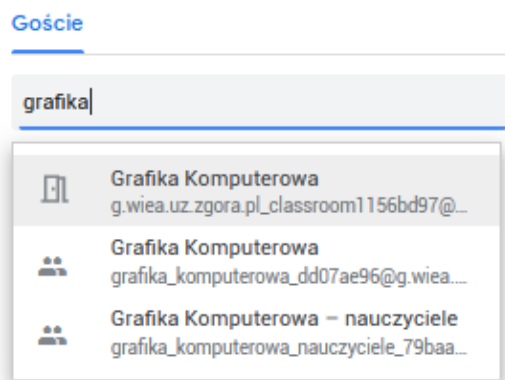 Goście
grafika
Grafika Komputerowa
g.wiea.uz.zgora.pl_classroom1156bd97@...
Grafika Komputerowa
grafika_komputerowa_dd07ae96@g.wiea....
Grafika Komputerowa – nauczyciele
grafika_komputerowa_nauczyciele_79baa...